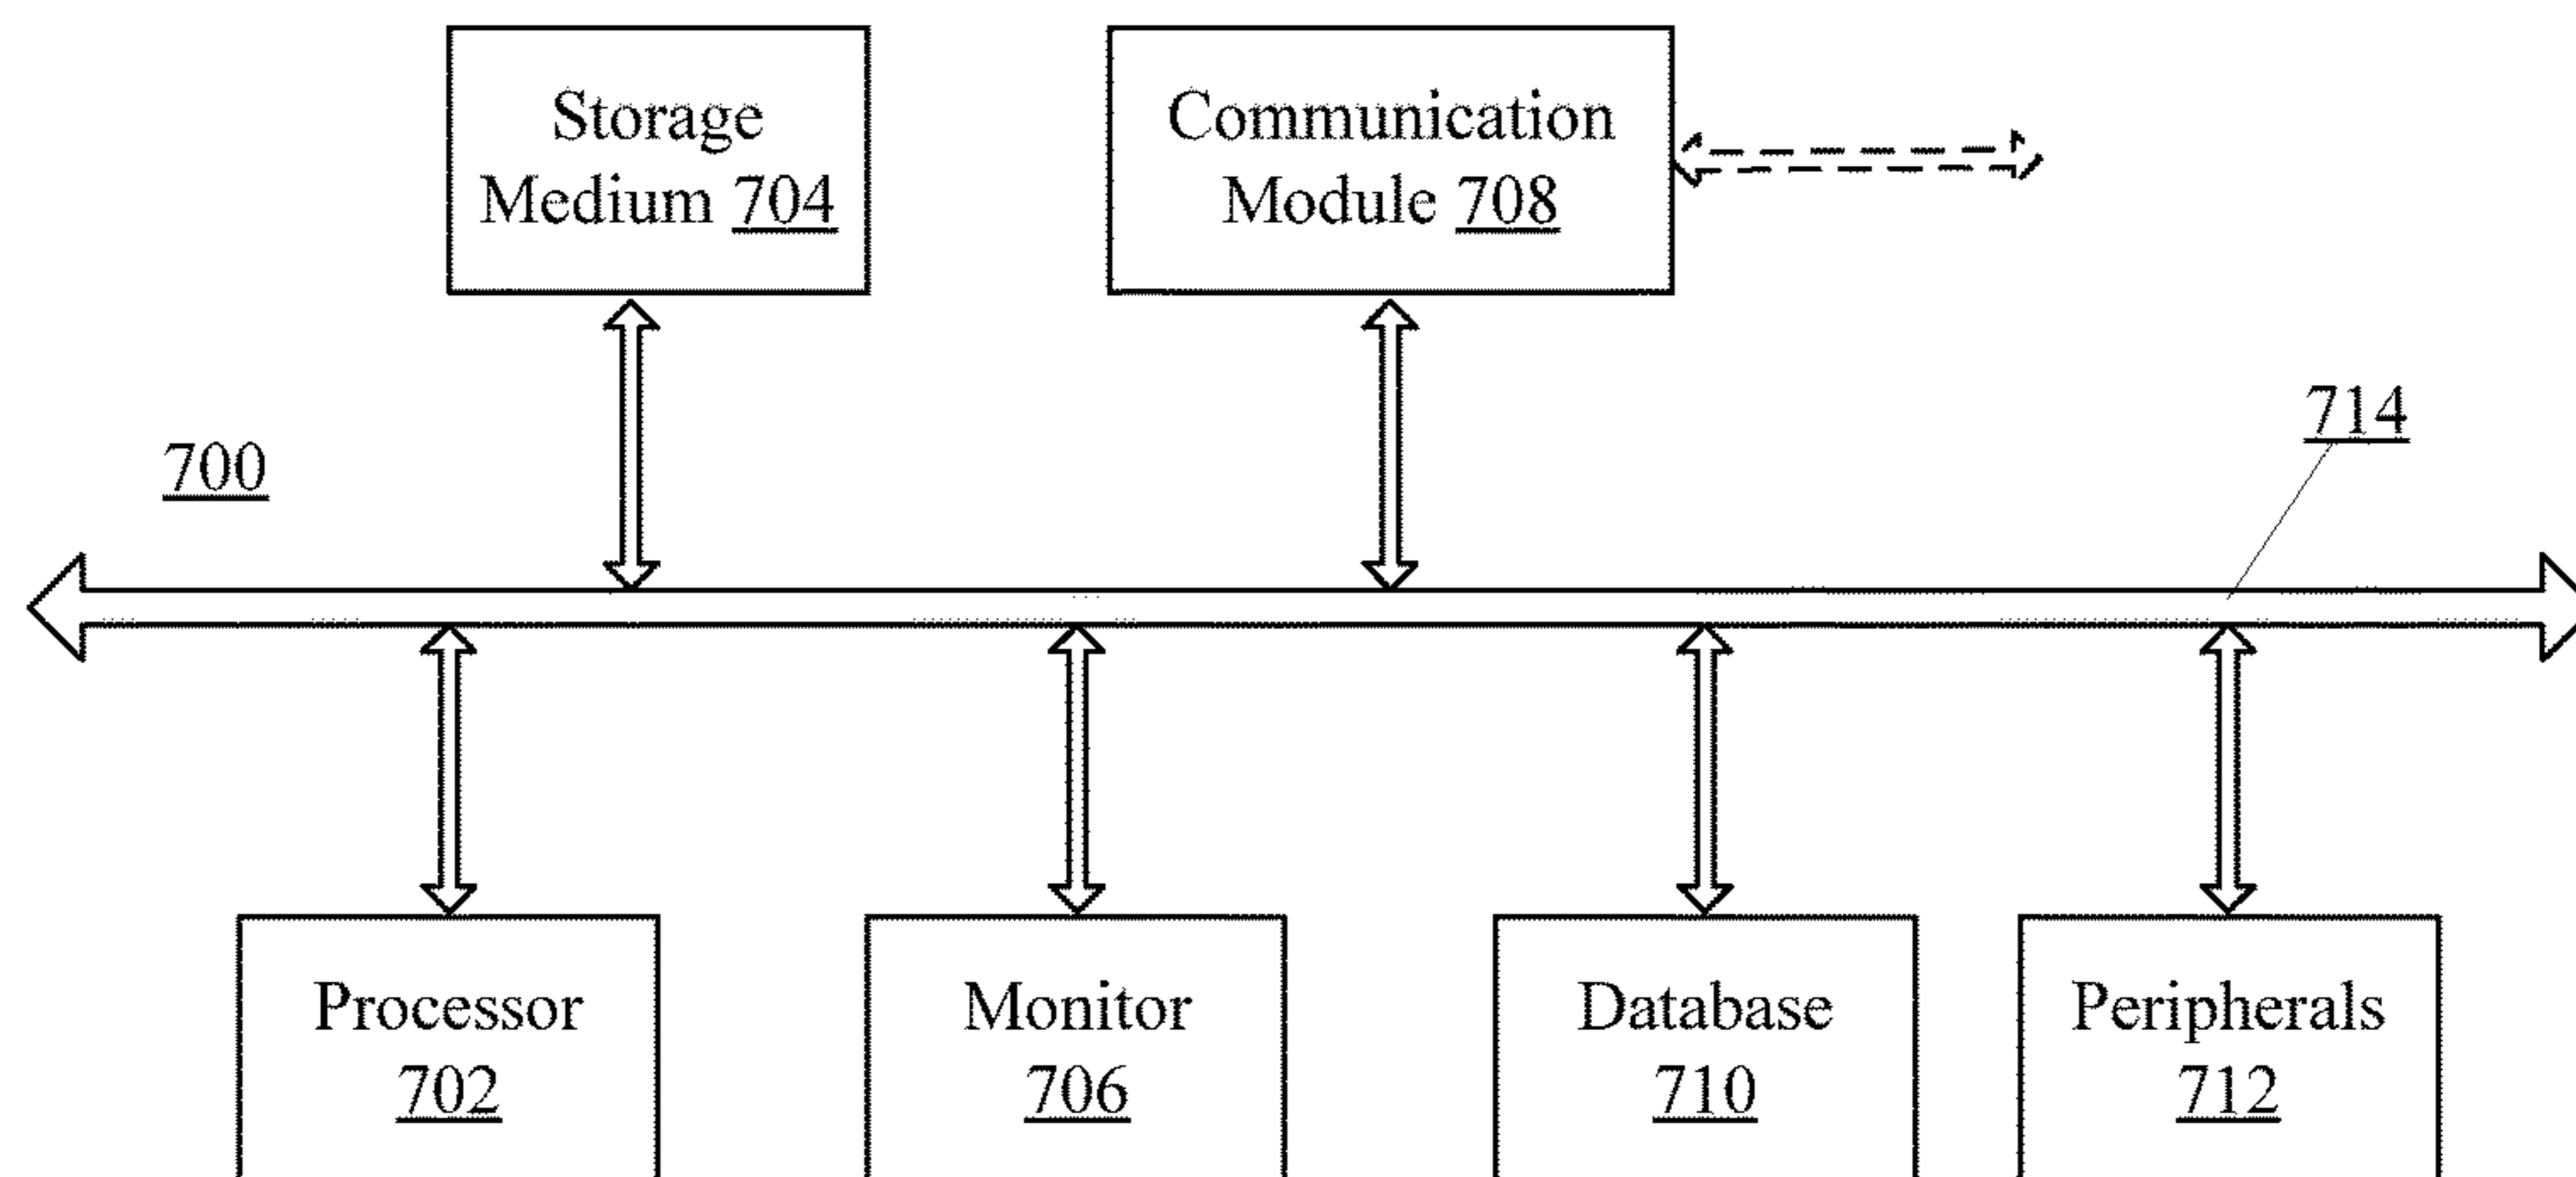 Storage
Medium 704
Communication
Module 708
714
700
Processor
702
Monitor
706
Database
710
Peripherals
712